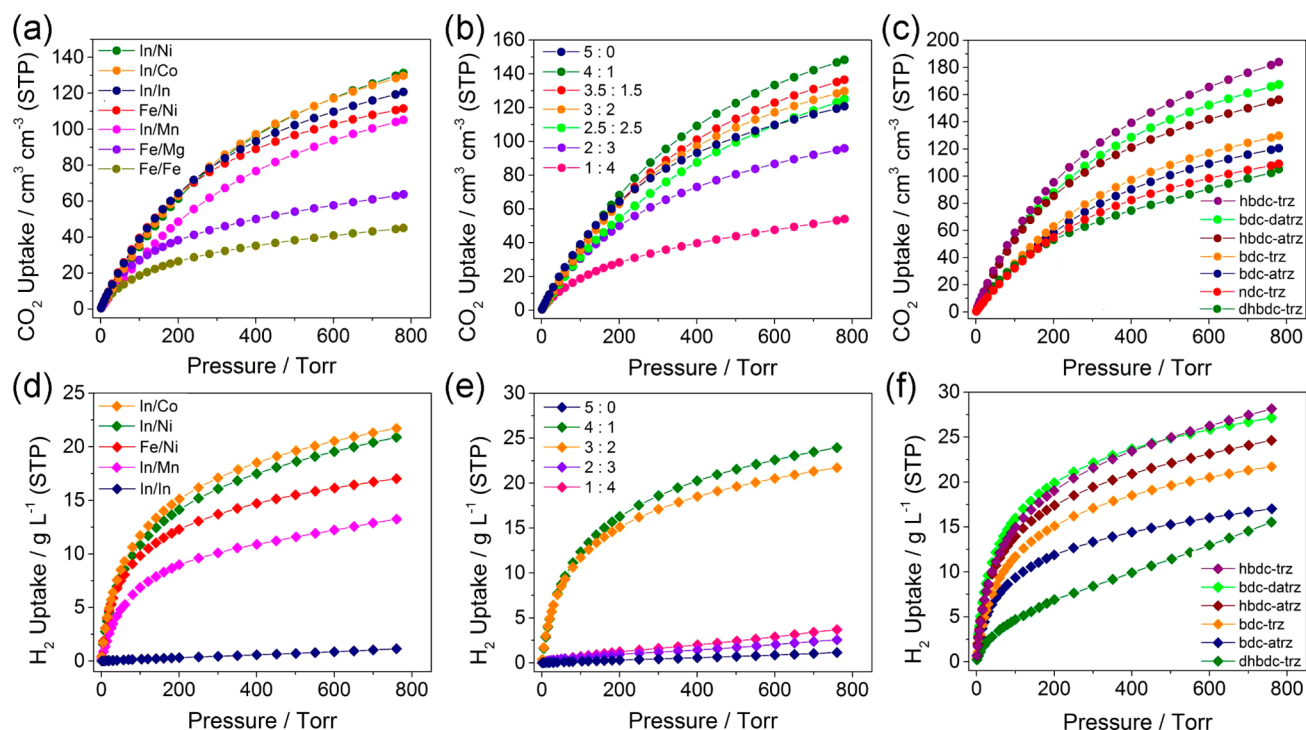 (a)
CO2 Uptake / cm3 cm-3 (STP)
140
120
100
80
60
40
20
0
In/Ni
In/Co
In/In
Fe/Ni
In/Mn
Fe/Mg
Fe/Fe
0 200 400 600 800
Pressure / Torr
(b)
CO2 Uptake / cm3 cm-3 (STP)
160
140
120
100
80
60
40
20
0
5 : 0
4 : 1
3.5 : 1.5
3 : 2
2.5 : 2.5
2 : 3
1 : 4
0 200 400 600 800
Pressure / Torr
(c)
CO2 Uptake / cm3 cm-3 (STP)
200
180
160
140
120
100
80
60
40
20
0
hbdc-trz
bdc-datrz
hbdc-atrz
bdc-trz
bdc-atrz
ndc-trz
dhbdc-trz
0 200 400 600 800
Pressure / Torr
(d)
H2 Uptake / g L-1 (STP)
25
20
15
10
5
0
In/Co
In/Ni
Fe/Ni
In/Mn
In/In
0 200 400 600 800
Pressure / Torr
(e)
H2 Uptake / g L-1 (STP)
30
25
20
15
10
5
0
5 : 0
4 : 1
3 : 2
2 : 3
1 : 4
0 200 400 600 800
Pressure / Torr
(f)
H2 Uptake / g L-1 (STP)
30
25
20
15
10
5
0
hbdc-trz
bdc-datrz
hbdc-atrz
bdc-trz
bdc-atrz
dhbdc-trz
0 200 400 600 800
Pressure / Torr